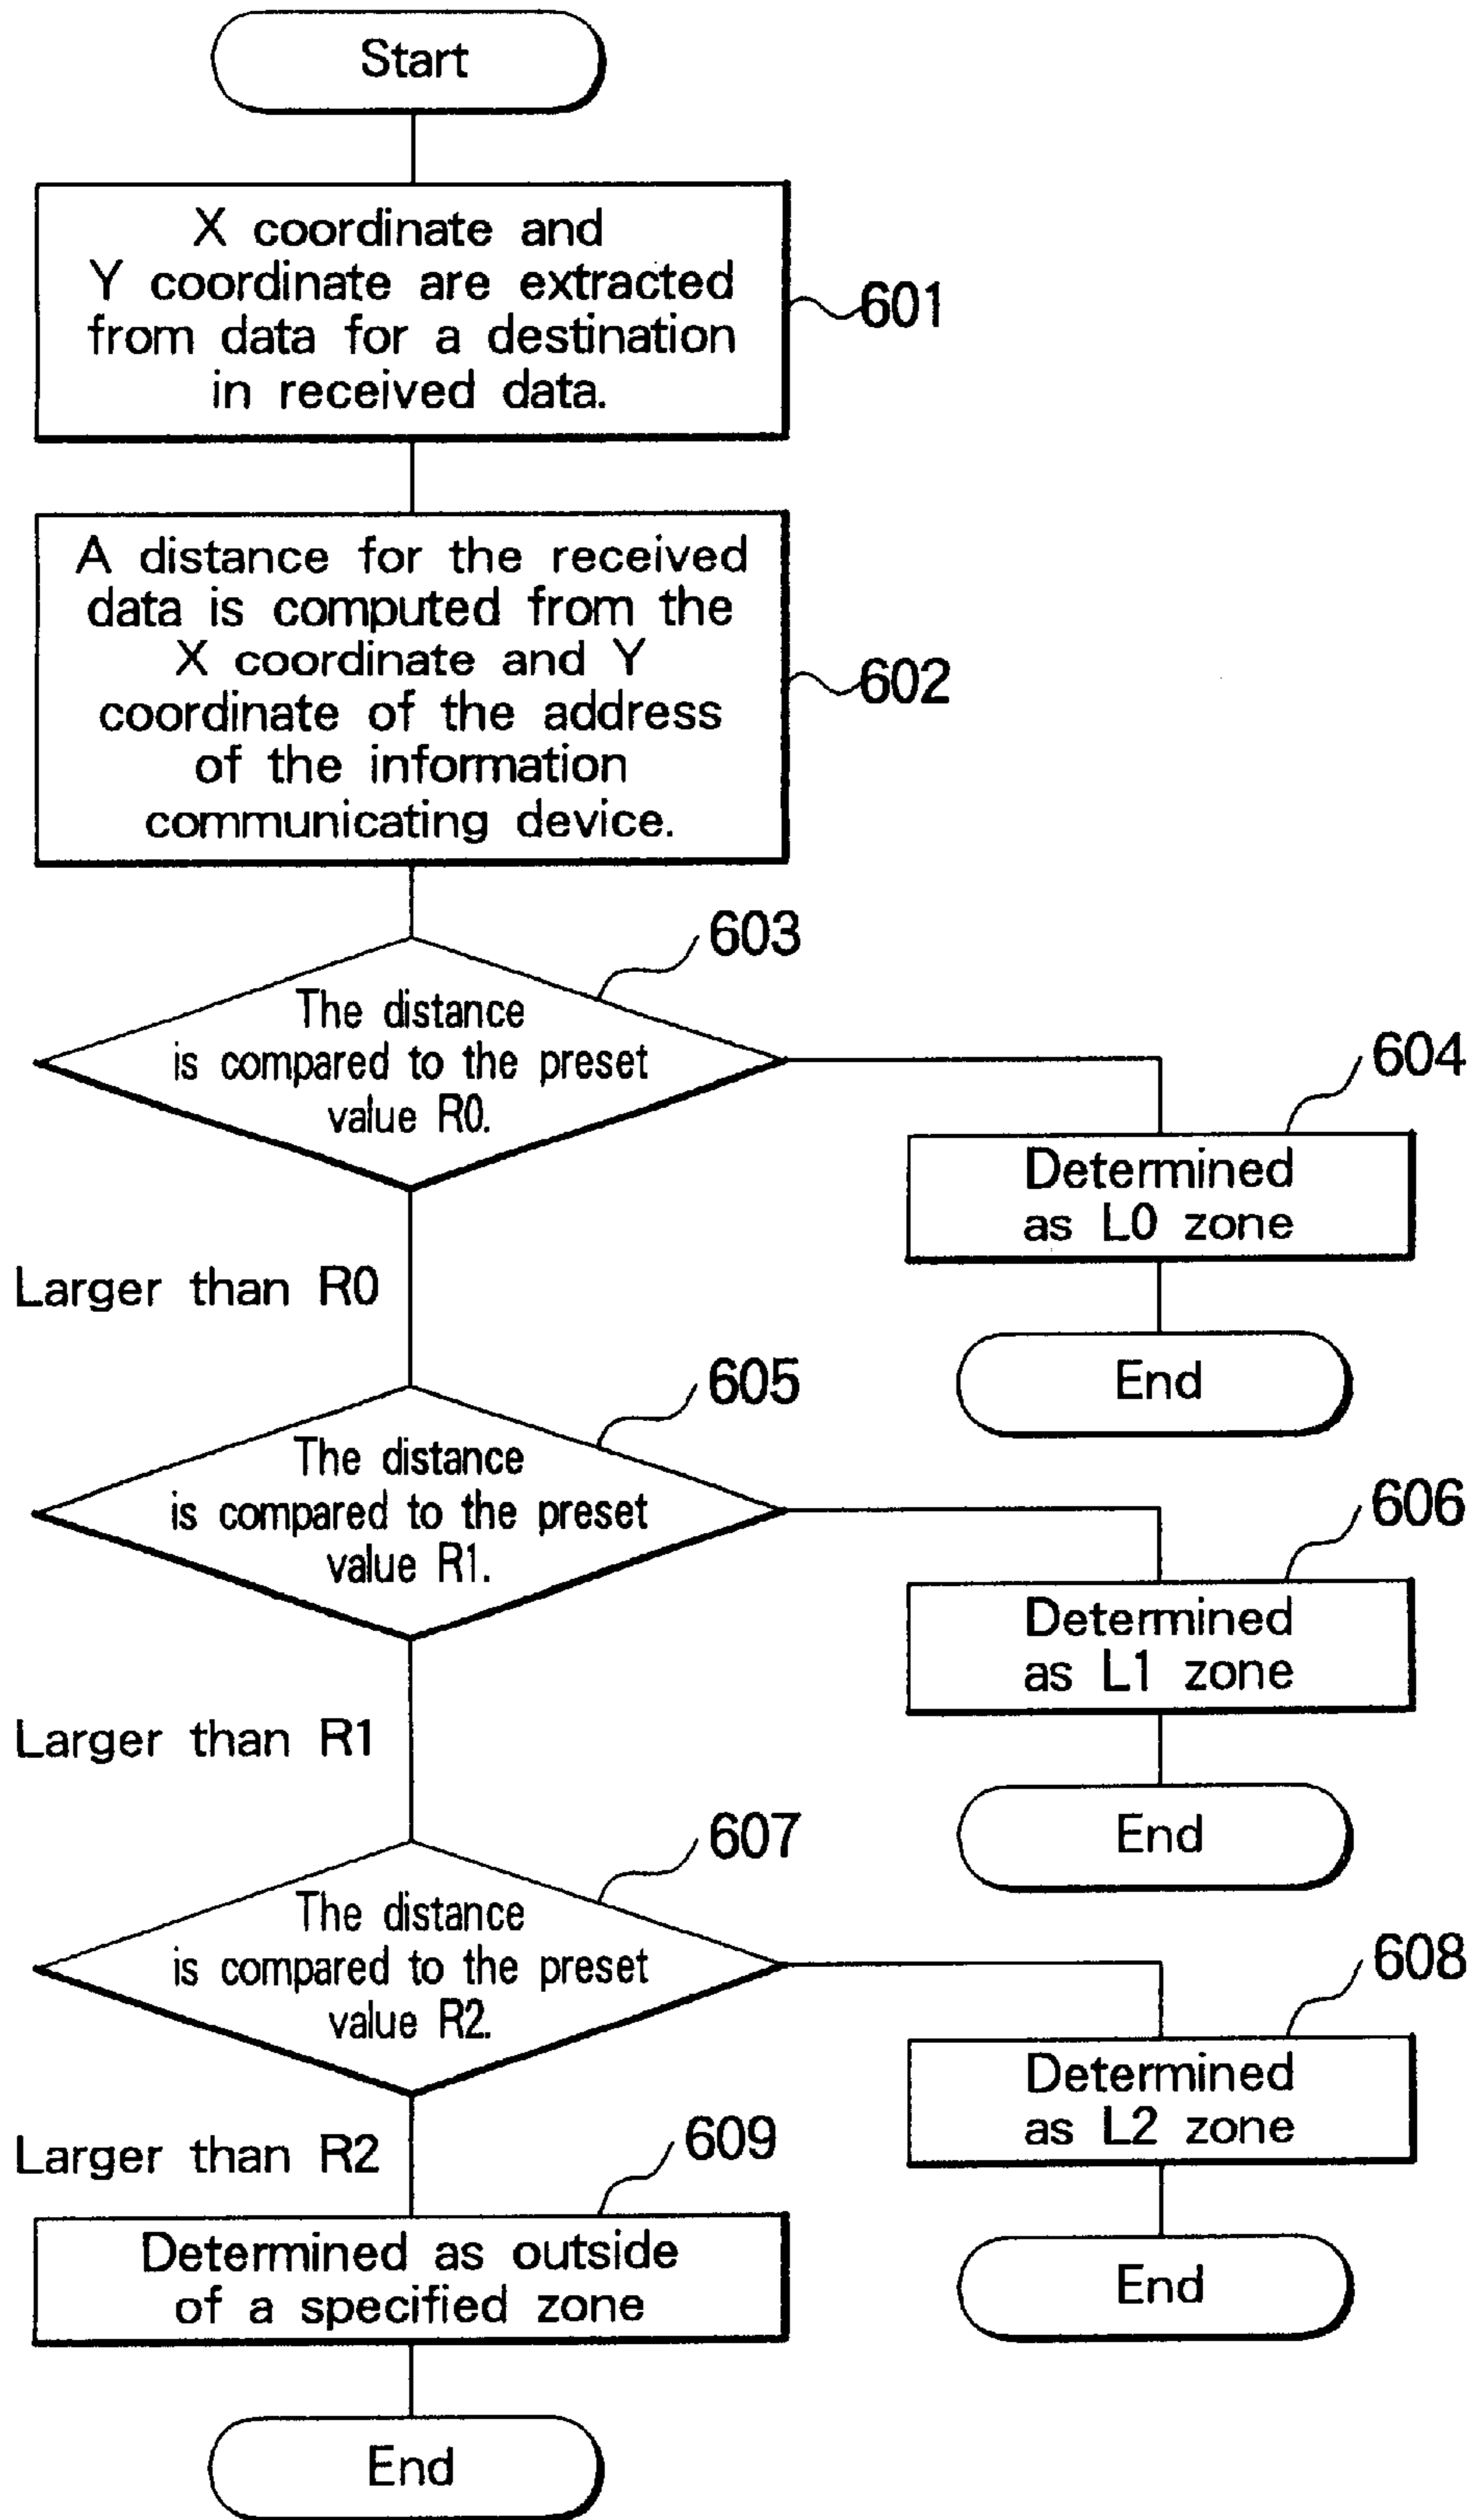 Start
X coordinate and
Y coordinate are extracted
from data for a destination
in received data.
601
A distance for the received
data is computed from the
X coordinate and Y
coordinate of the address
of the information
communicating device.
602
603
The distance
is compared to the preset
value R0.
604
Determined
as L0 zone
Larger than R0
End
605
The distance
is compared to the preset
value R1.
606
Determined
as L1 zone
Larger than R1
End
607
The distance
is compared to the preset
value R2.
608
Determined
as L2 zone
Larger than R2
609
Determined as outside
of a specified zone
End
End